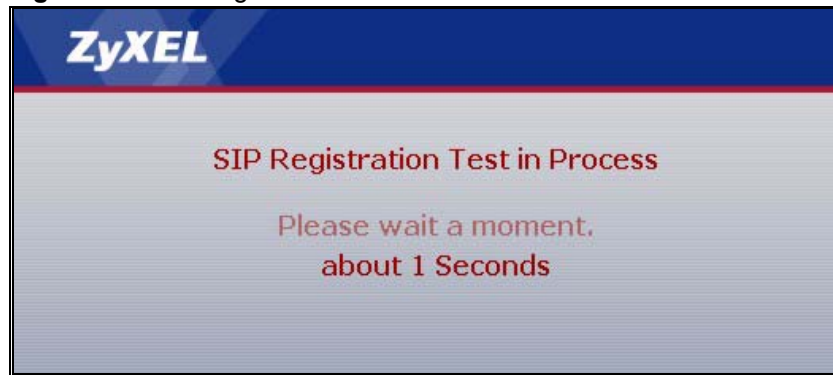 ZyXEL
SIP Registration Test in Process
Please wait a moment.
about 1 Seconds